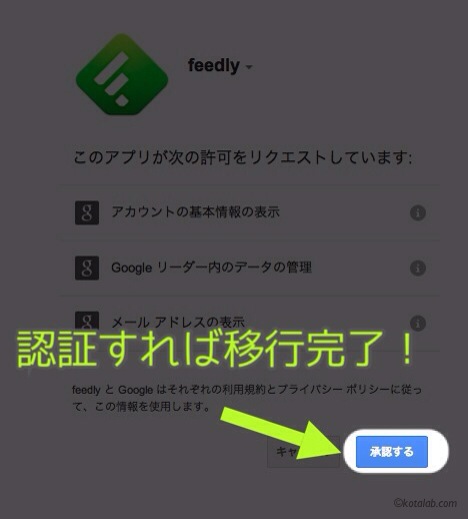 feedly
このアプリが次の許可をリクエストしています:
アカウントの基本情報の表示
Google リーダー内のデータの管理
メール アドレスの表示
認証すれば移行完了！
feedly と Google はそれぞれの利用規約とプライバシー ポリシーに従っ
て、この情報を使用します。
承認する
©kotalab.com